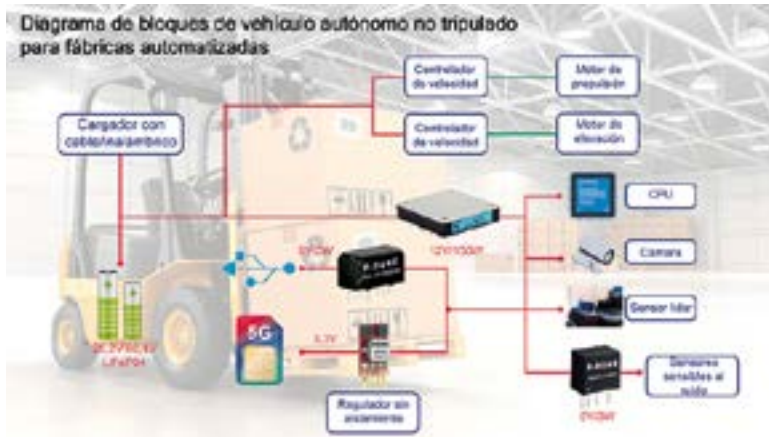 Diagrama de bloques de vehículo autónomo no tripulado
para fábricas automatizadas
Controlador
de velocidad
Motor de
propulsión
Cargador con
cable/inalámbrico
Controlador
de velocidad
Motor de
elevación
CPU
Cámara
Sensor lidar
5G
3.3V
LiFePO4
Regulador sin
aislamiento
Sensores
sensibles al
ruido